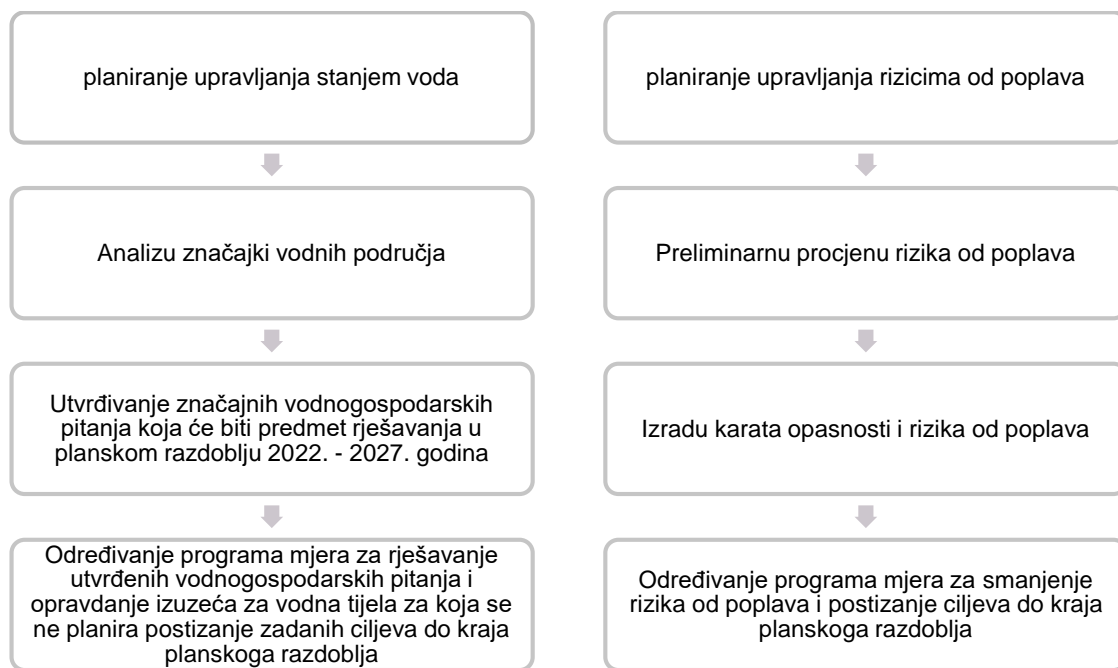 planiranje upravljanja stanjem voda
Analizu značajki vodnih područja
Utvrđivanje značajnih vodnogospodarskih
pitanja koja će biti predmet rješavanja u
planskom razdoblju 2022. - 2027. godina
Određivanje programa mjera za rješavanje
utvrđenih vodnogospodarskih pitanja i
opravdanje izuzeća za vodna tijela za koja se
ne planira postizanje zadanih ciljeva do kraja
planskoga razdoblja
planiranje upravljanja rizicima od poplava
Preliminarnu procjenu rizika od poplava
Izradu karata opasnosti i rizika od poplava
Određivanje programa mjera za smanjenje
rizika od poplava i postizanje ciljeva do kraja
planskoga razdoblja